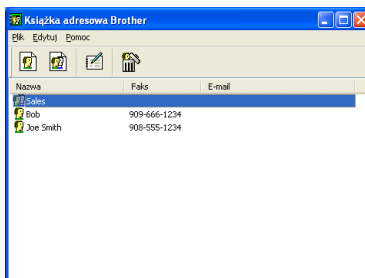 Książka adresowa Brother
Plik Edytuj Pomoc
Nazwa Faks E-mail
Sales
Bob 909-666-1234
Joe Smith 908-555-1234